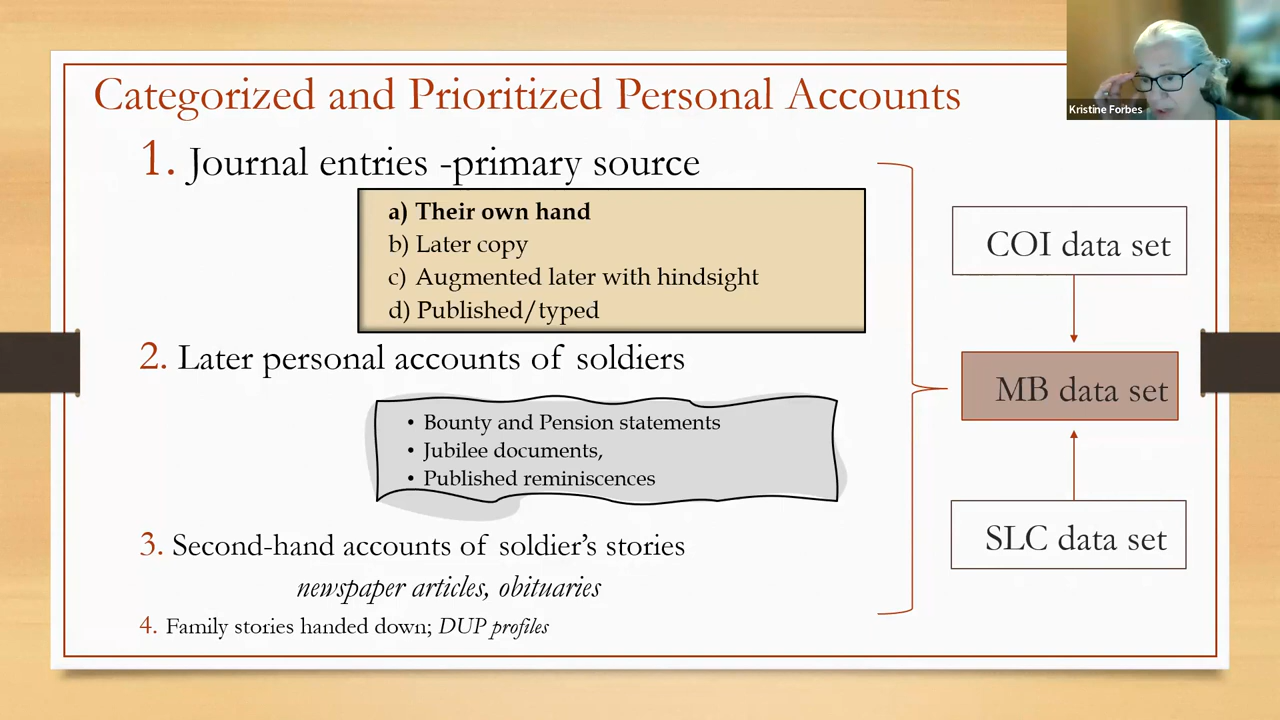 Categorized and Prioritized Personal Accounts
Kristine Forbes
1. Journal entries -primary source
a) Their own hand
b) Later copy
c) Augmented later with hindsight
d) Published/typed
2. Later personal accounts of soldiers
• Bounty and Pension statements
• Jubilee documents,
• Published reminiscences
3. Second-hand accounts of soldier's stories
newspaper articles, obituaries
4. Family stories handed down; DUP profiles
COI data set
MB data set
SLC data set